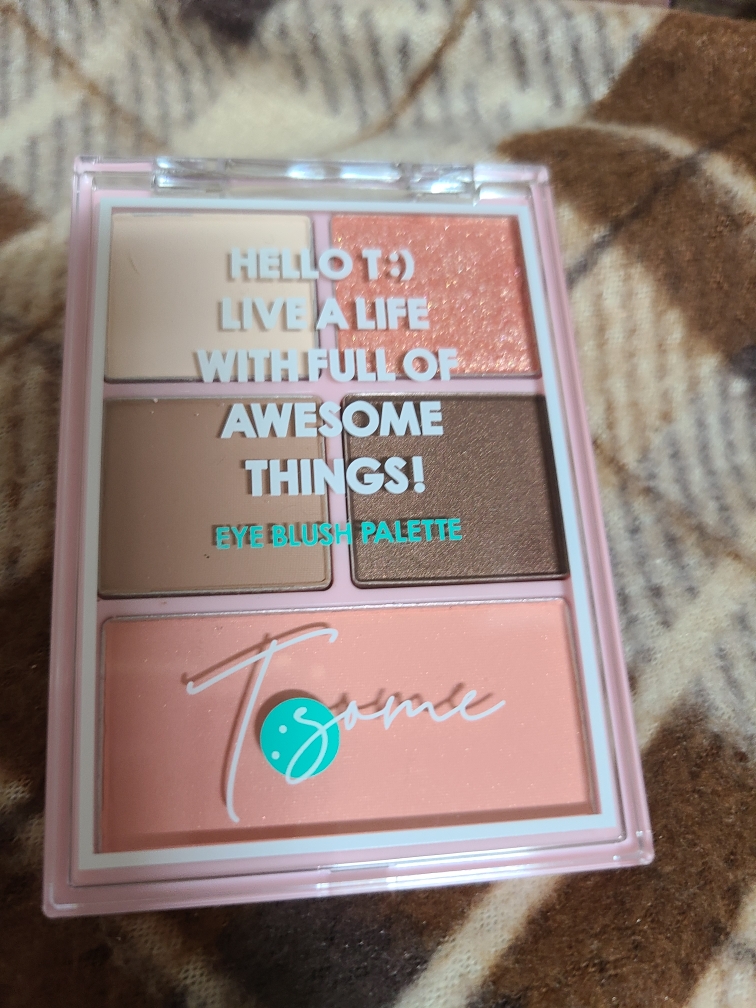 HELLO T:)
LIVE A LIFE
WITH FULL OF
AWESOME
THINGS!
EYE BLUSH PALETTE
Tsome